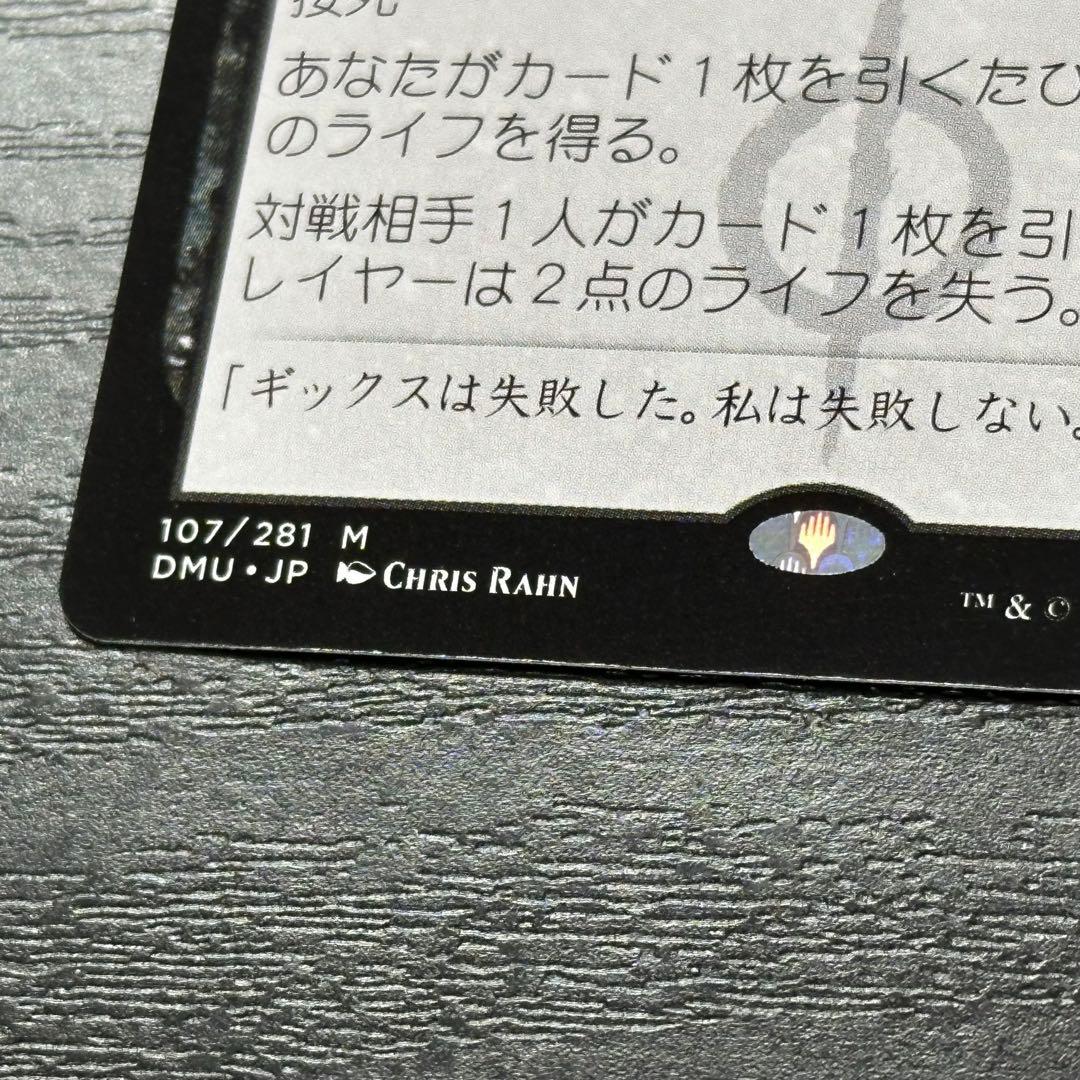 接死
あなたがカード１枚を引くたび
のライフを得る。
対戦相手１人がカード１枚を引
レイヤーは２点のライフを失う。
「ギックスは失敗した。私は失敗しない。
107/281 M
DMU•JP CHRIS RAHN
™ & ©